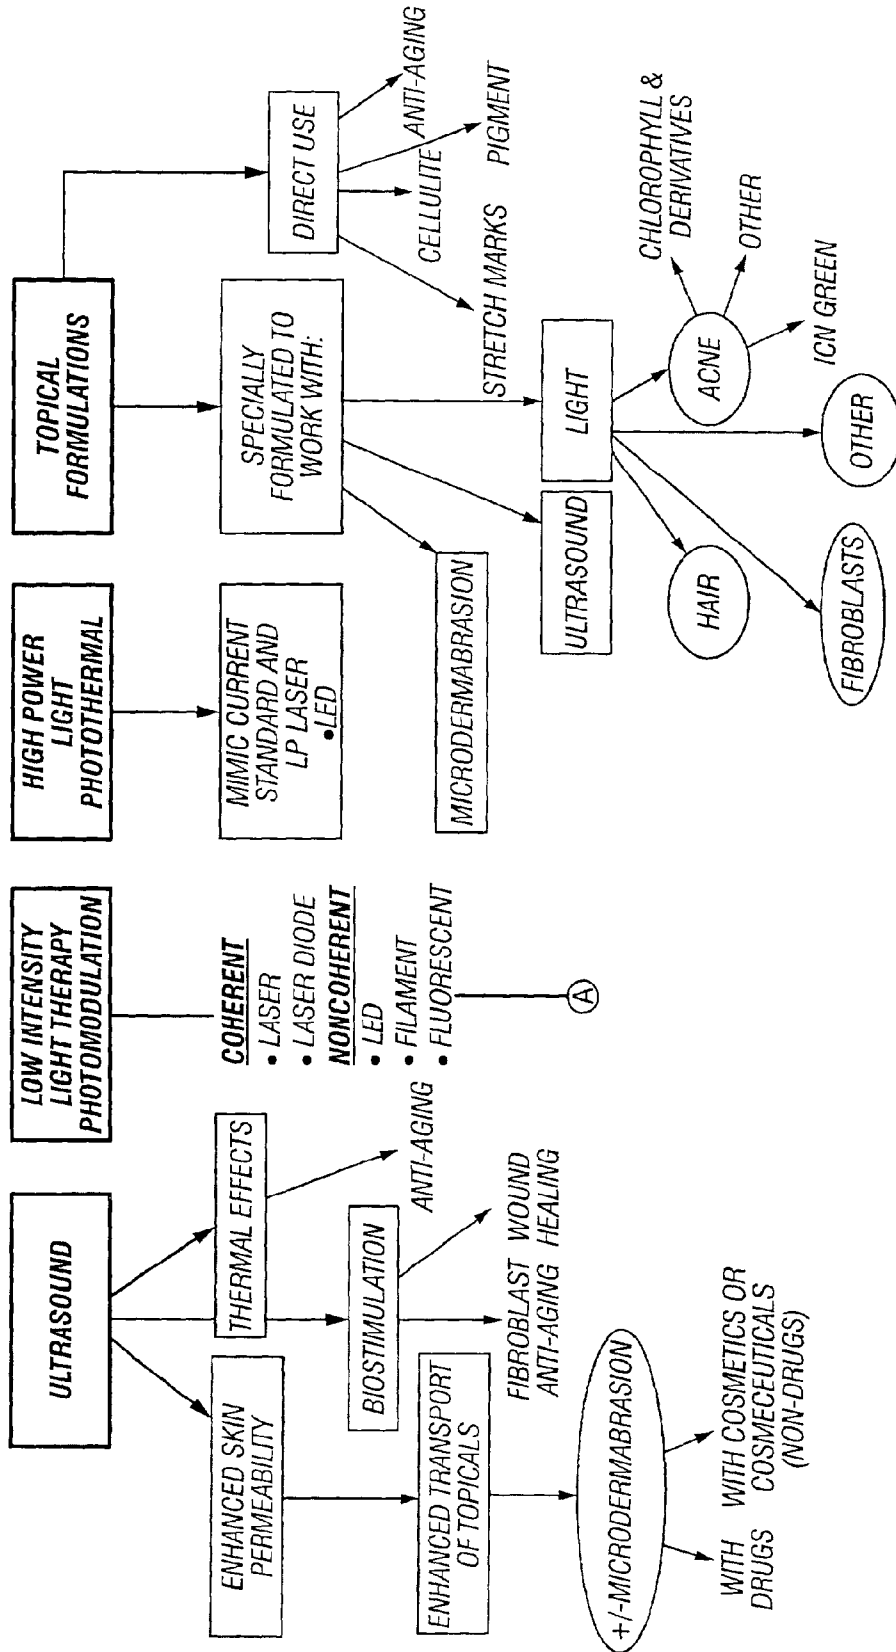 ULTRASOUND
ENHANCED SKIN
PERMEABILITY
THERMAL EFFECTS
ANTI-AGING
BIOSTIMULATION
FIBROBLAST
ANTI-AGING
WOUND
HEALING
ENHANCED TRANSPORT
OF TOPICALS
+/-MICRODERMABRASION
WITH
DRUGS
WITH COSMETICS OR
COSMECEUTICALS
(NON-DRUGS)
LOW INTENSITY
LIGHT THERAPY
PHOTOMODULATION
COHERENT
• LASER
• LASER DIODE
NONCOHERENT
• LED
• FILAMENT
• FLUORESCENT
A
HIGH POWER
LIGHT
PHOTOTHERMAL
MIMIC CURRENT
STANDARD AND
LP LASER
•LED
TOPICAL
FORMULATIONS
SPECIALLY
FORMULATED TO
WORK WITH:
MICRODERMABRASION
ULTRASOUND
LIGHT
HAIR
FIBROBLASTS
OTHER
ACNE
CHLOROPHYLL &
DERIVATIVES
OTHER
ICN GREEN
DIRECT USE
STRETCH MARKS
CELLULITE
PIGMENT
ANTI-AGING